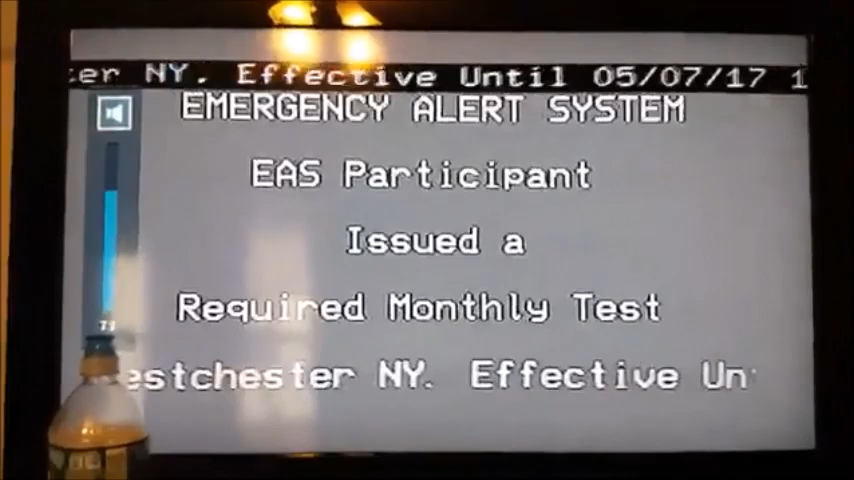 ter NY. Effective Until 05/07/17 1
EMERGENCY ALERT SYSTEM
EAS Participant
Issued a
Required Monthly Test
estchester NY. Effective Un